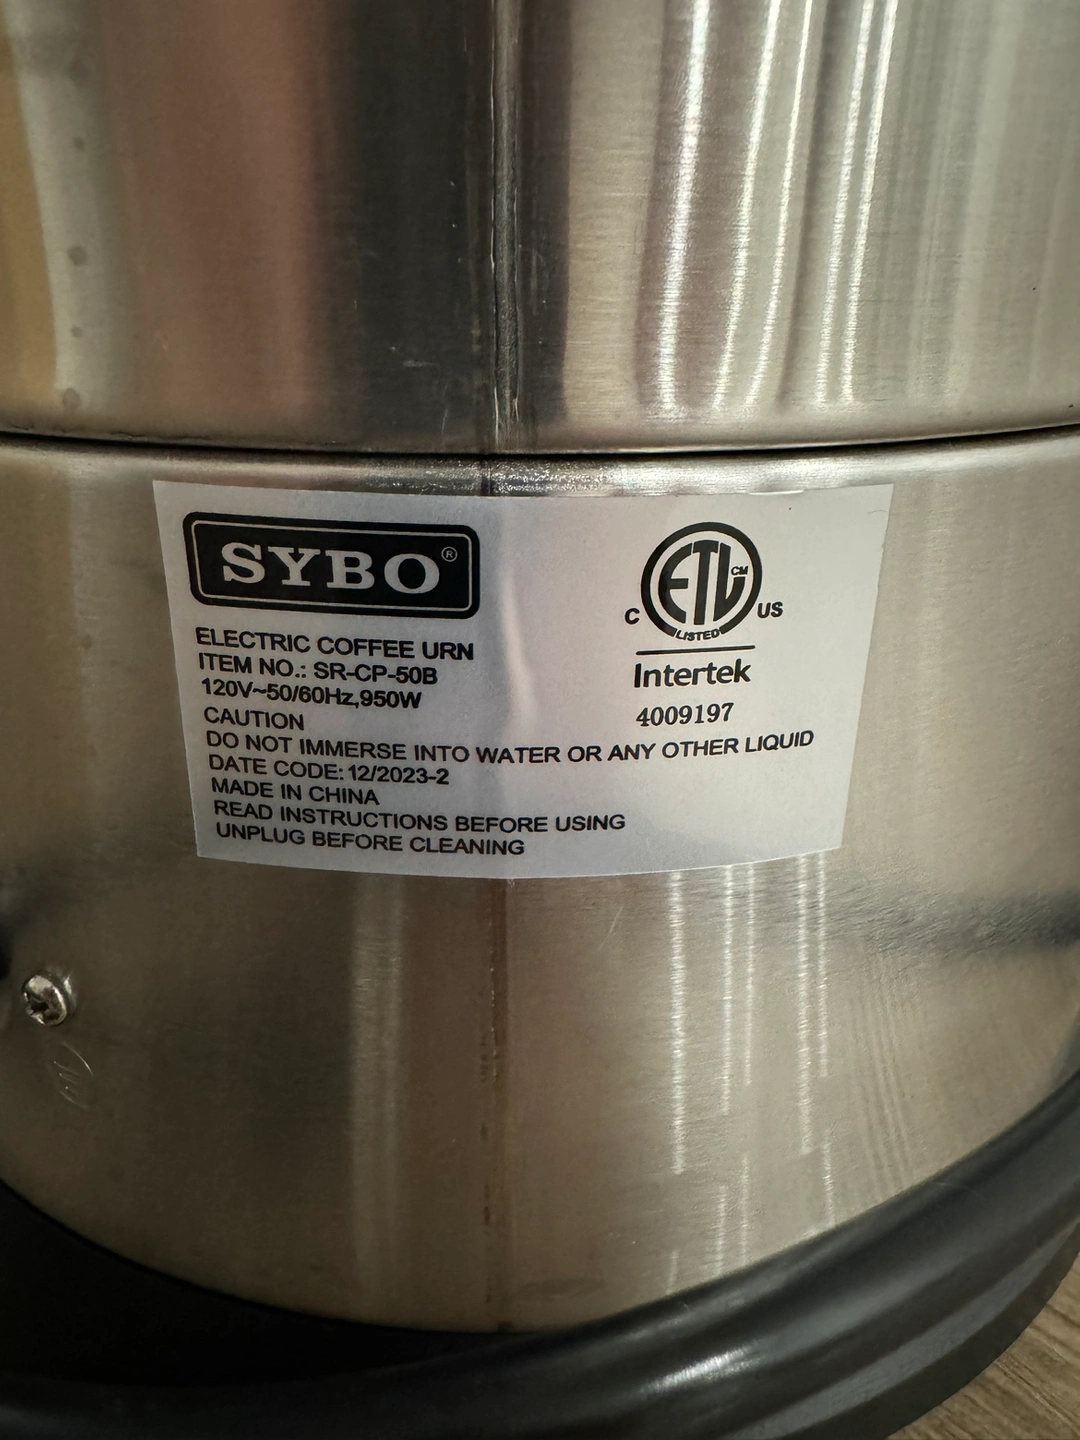 SYBO®
ELECTRIC COFFEE URN
ITEM NO.: SR-CP-50B
120V~50/60Hz,950W
CAUTION
DO NOT IMMERSE INTO WATER OR ANY OTHER LIQUID
DATE CODE: 12/2023-2
MADE IN CHINA
READ INSTRUCTIONS BEFORE USING
UNPLUG BEFORE CLEANING
ETL CM
C US
LISTED
Intertek
4009197